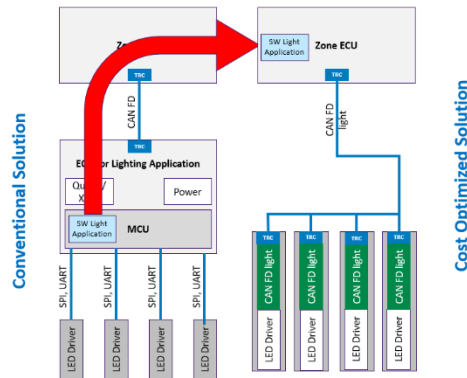 Conventional Solution
Cost Optimized Solution
TRC
CAN FD
ECU for Lighting Application
Power
SW Light
Application
MCU
SPI, UART
SPI, UART
SPI, UART
SPI, UART
LED Driver
LED Driver
LED Driver
LED Driver
SW Light
Application
Zone ECU
TRC
CAN FD
light
TRC
TRC
TRC
TRC
TRC
CAN FD light
CAN FD light
CAN FD light
CAN FD light
LED Driver
LED Driver
LED Driver
LED Driver